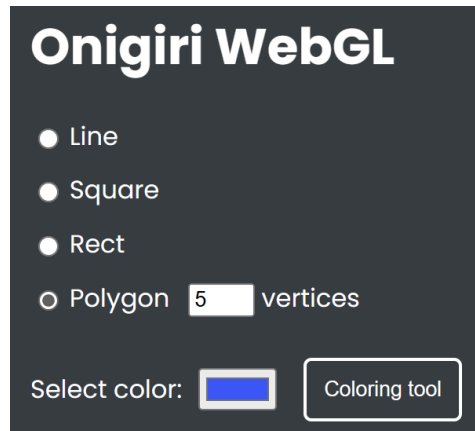 Onigiri WebGL
Line
Square
Rect
Polygon 5 vertices
Select color: Coloring tool